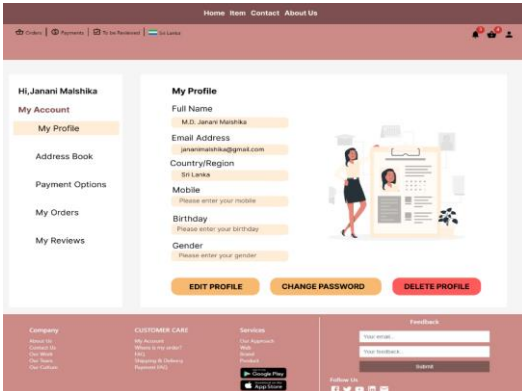 Home Item Contact About Us
Orders | Payments | To be Recieved | Sri Lanka
Hi,Janani Malshika
My Account
My Profile
Address Book
Payment Options
My Orders
My Reviews
My Profile
Full Name
M.D. Janani Malshika
Email Address
jananimalshika@gmail.com
Country/Region
Sri Lanka
Mobile
Please enter your mobile
Birthday
Please enter your birthday
Gender
Please enter your gender
EDIT PROFILE
CHANGE PASSWORD
DELETE PROFILE
Company
About Us
Contact Us
Our Work
Our Team
Our Culture
CUSTOMER CARE
My Account
Where is my order?
FAQ
Shipping & Delivery
Payment FAQ
Services
Our Approach
Web
Brand
Product
Google Play
App Store
Feedback
Your email...
Your feedback...
Submit
Follow Us